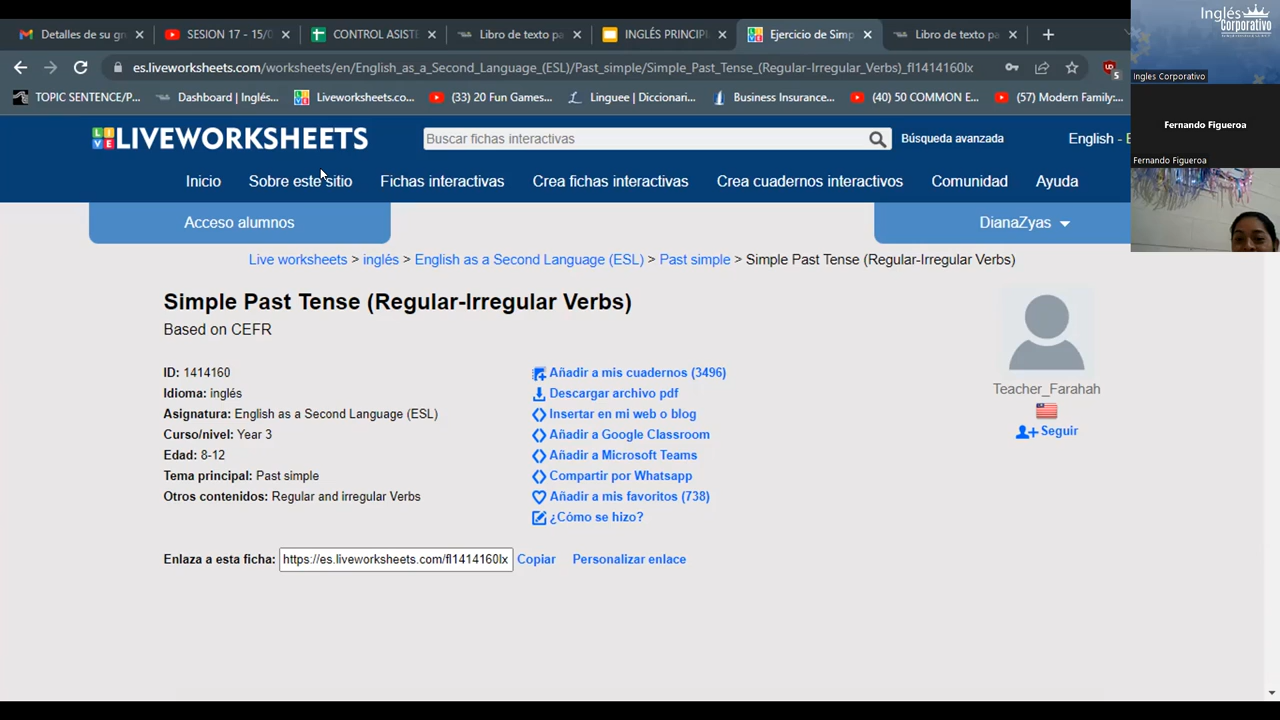 Detalles de su gn
SESION 17 - 15/0
CONTROL ASISTE
Libro de texto pa
INGLÉS PRINCIPI
Ejercicio de Simp
Libro de texto pa
es.liveworksheets.com/worksheets/en/English_as_a_Second_Language_(ESL)/Past_simple/Simple_Past_Tense_(Regular-Irregular_Verbs)_fl1414160lx
5
TOPIC SENTENCE/P...
Dashboard | Inglés...
Liveworksheets.co...
(33) 20 Fun Games...
Linguee | Diccionari...
Business Insurance...
(40) 50 COMMON E...
(57) Modern Family:...
Inglés
Corporativo
Ingles Corporativo
Fernando Figueroa
Fernando Figueroa
LIVE
LIVEWORKSHEETS
Buscar fichas interactivas
Búsqueda avanzada
English -
Inicio
Sobre este sitio
Fichas interactivas
Crea fichas interactivas
Crea cuadernos interactivos
Comunidad
Ayuda
Acceso alumnos
DianaZyas
Live worksheets > inglés > English as a Second Language (ESL) > Past simple > Simple Past Tense (Regular-Irregular Verbs)
Simple Past Tense (Regular-Irregular Verbs)
Based on CEFR
ID: 1414160
Idioma: inglés
Asignatura: English as a Second Language (ESL)
Curso/nivel: Year 3
Edad: 8-12
Tema principal: Past simple
Otros contenidos: Regular and irregular Verbs
Añadir a mis cuadernos (3496)
Descargar archivo pdf
Insertar en mi web o blog
Añadir a Google Classroom
Añadir a Microsoft Teams
Compartir por Whatsapp
Añadir a mis favoritos (738)
¿Cómo se hizo?
Teacher_Farahah
Seguir
Enlaza a esta ficha: https://es.liveworksheets.com/fl1414160lx Copiar Personalizar enlace